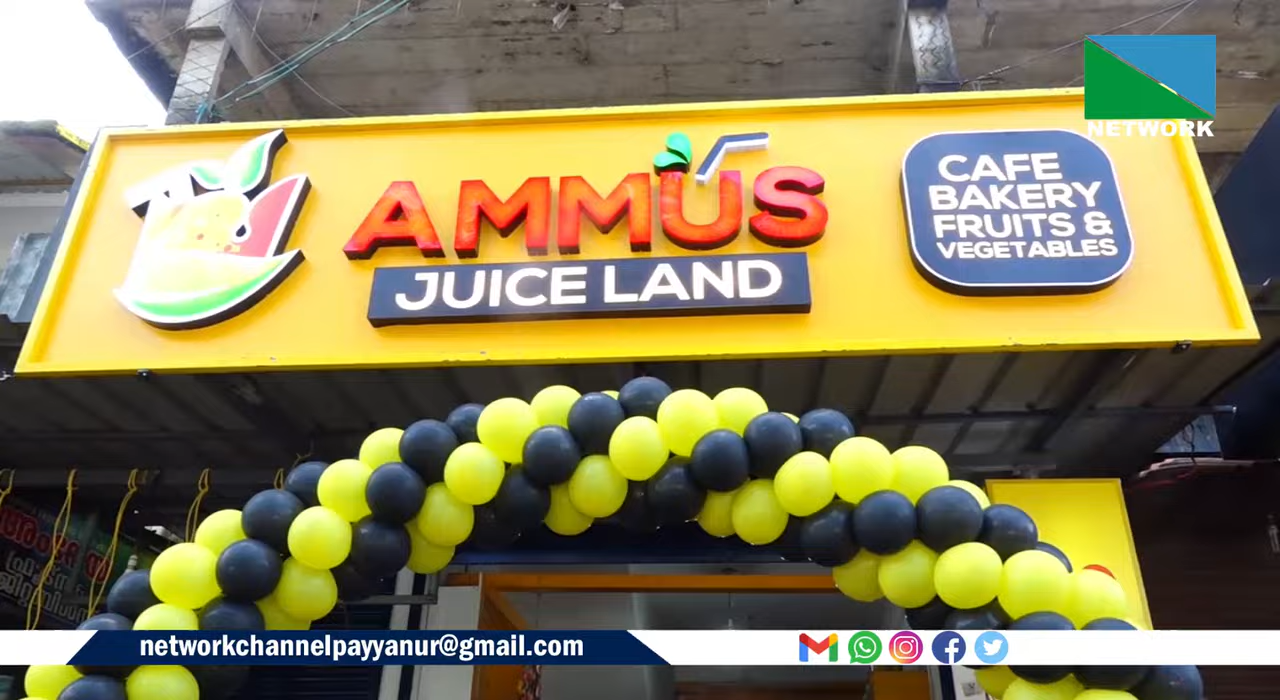 NETWORK
AMMUS
JUICE LAND
CAFE
BAKERY
FRUITS &
VEGETABLES
networkchannelpayyanur@gmail.com